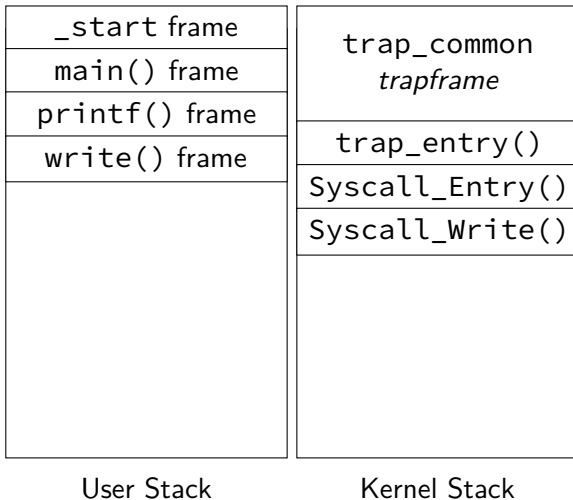 _start frame
main() frame
printf() frame
write() frame
User Stack
trap_common
trapframe
trap_entry()
Syscall_Entry()
Syscall_Write()
Kernel Stack